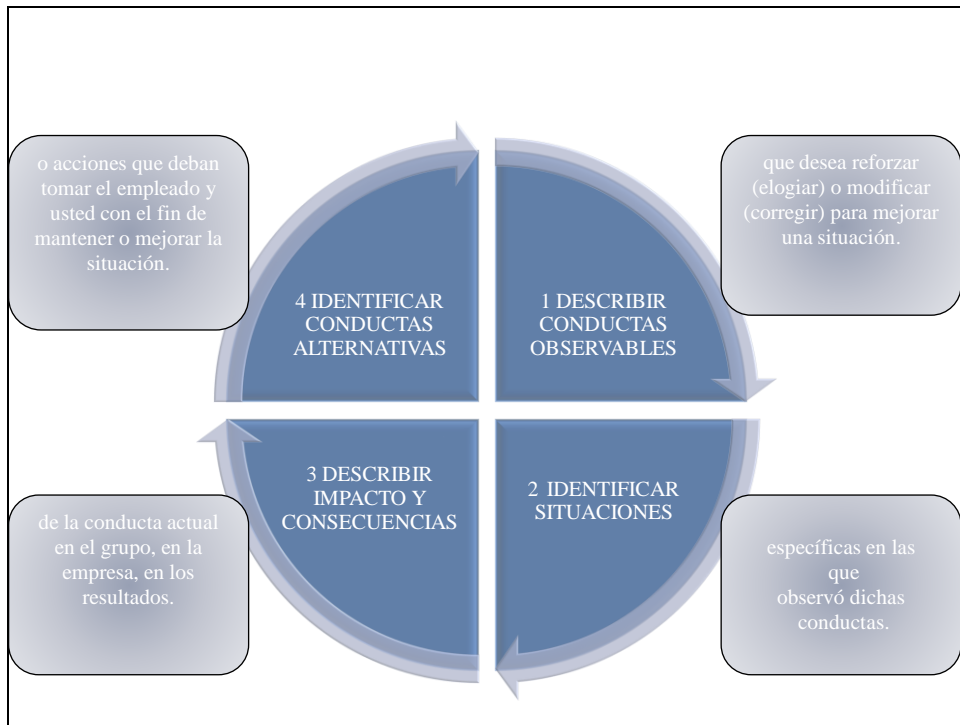 1 DESCRIBIR
CONDUCTAS
OBSERVABLES
que desea reforzar
(elogiar) o modificar
(corregir) para mejorar
una situación.
2 IDENTIFICAR
SITUACIONES
específicas en las
que
observó dichas
conductas.
3 DESCRIBIR
IMPACTO Y
CONSECUENCIAS
de la conducta actual
en el grupo, en la
empresa, en los
resultados.
4 IDENTIFICAR
CONDUCTAS
ALTERNATIVAS
o acciones que deban
tomar el empleado y
usted con el fin de
mantener o mejorar la
situación.